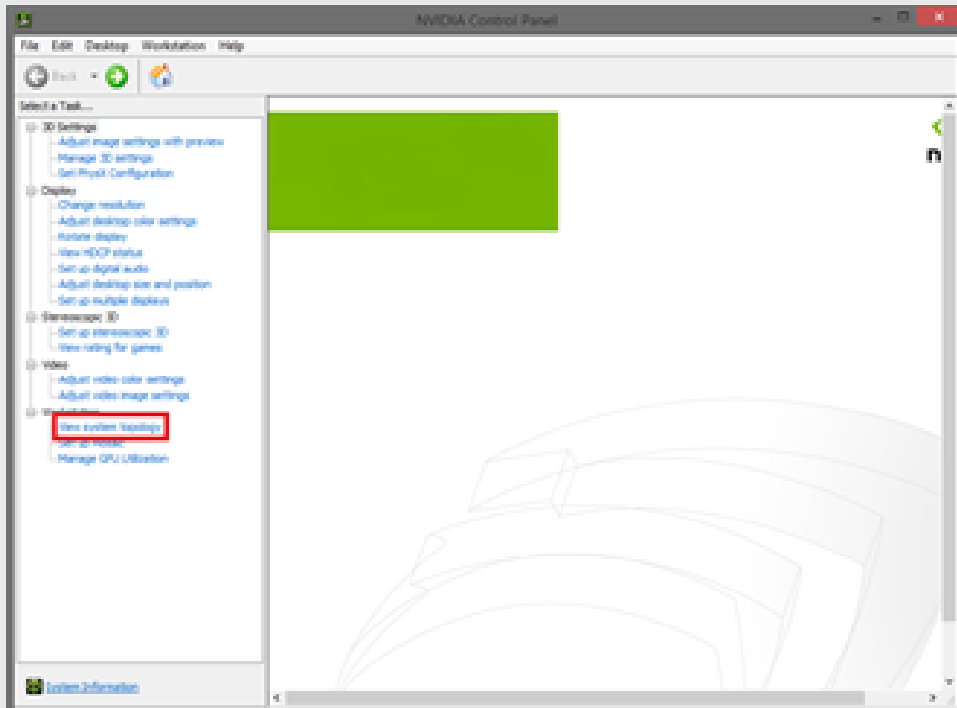 NVIDIA Control Panel
File Edit Desktop Workstation Help
Back
Select a Task...
3D Settings
Adjust image settings with preview
Manage 3D settings
Set PhysX Configuration
Display
Change resolution
Adjust desktop color settings
Rotate display
View HDCP status
Set up digital audio
Adjust desktop size and position
Set up multiple displays
Stereoscopic 3D
Set up stereoscopic 3D
View rating for games
Video
Adjust video color settings
Adjust video image settings
Workstation
View system topology
Set up Mosaic
Manage GPU Utilization
System Information
n